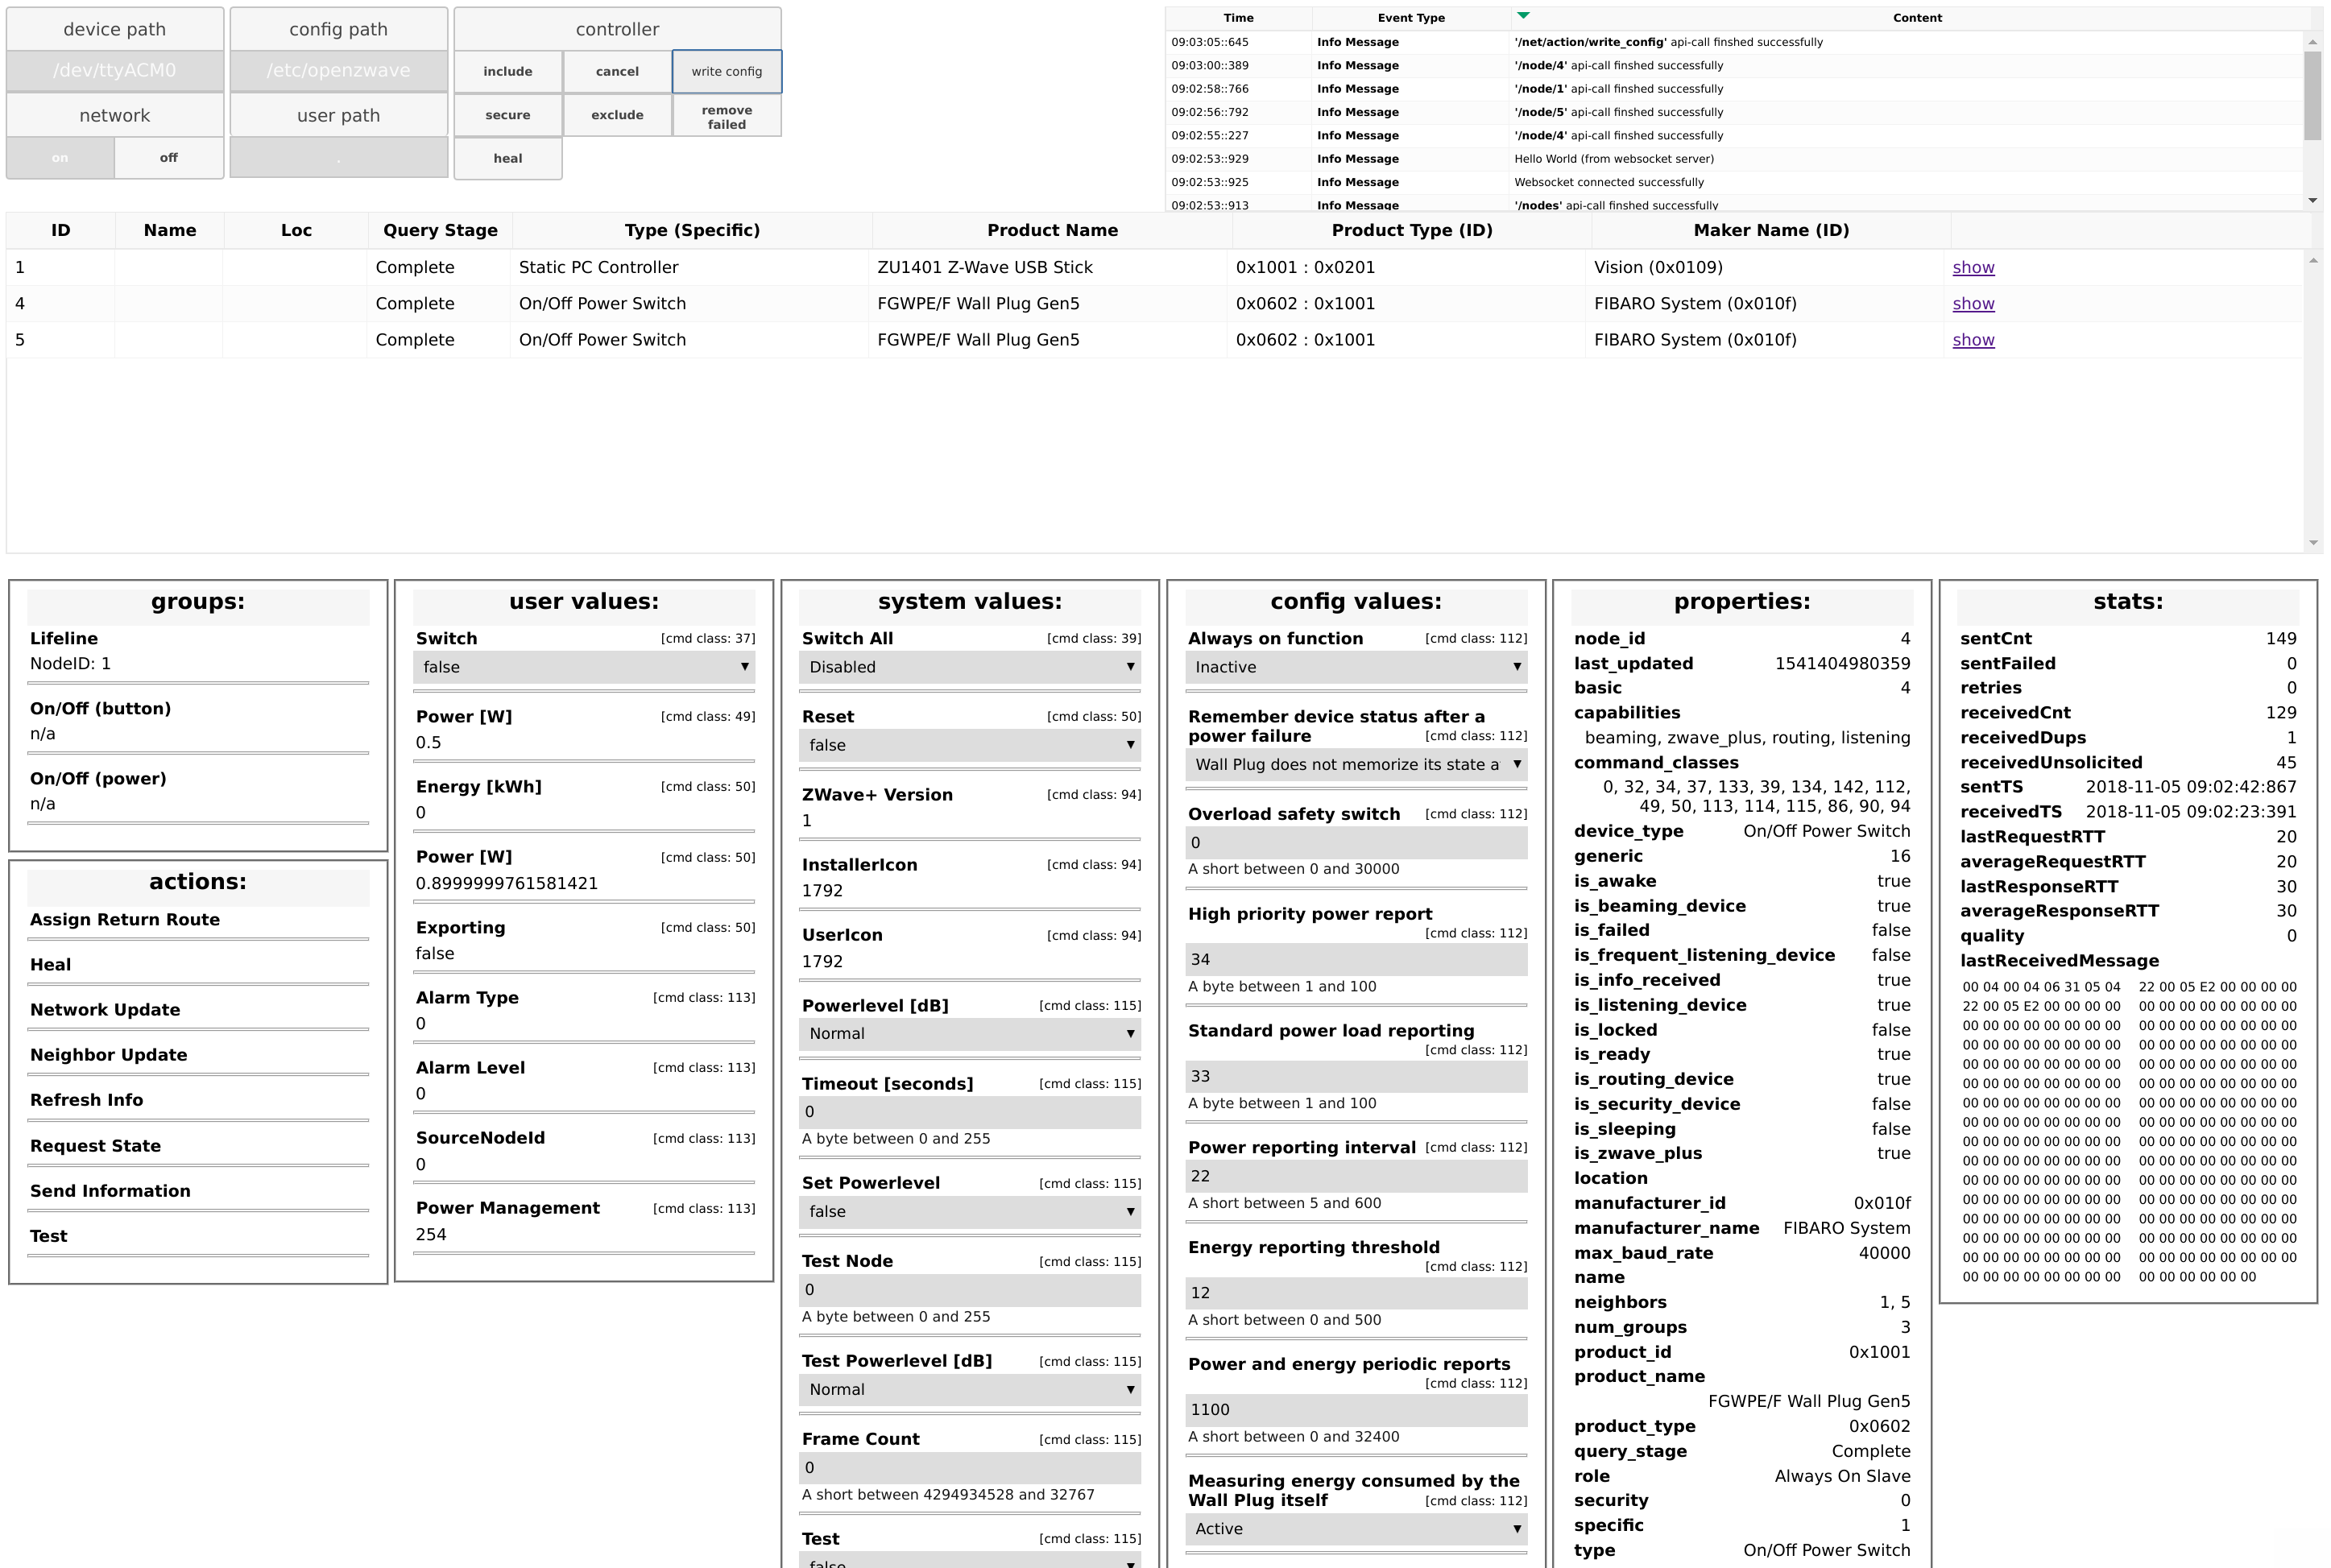 device path
/dev/ttyACM0
network
on off
config path
/etc/openzwave
user path
.
controller
include cancel write config
secure exclude remove failed
heal
Time Event Type Content
09:03:05::645 Info Message '/net/action/write_config' api-call finshed successfully
09:03:00::389 Info Message '/node/4' api-call finshed successfully
09:02:58::766 Info Message '/node/1' api-call finshed successfully
09:02:56::792 Info Message '/node/5' api-call finshed successfully
09:02:55::227 Info Message '/node/4' api-call finshed successfully
09:02:53::929 Info Message Hello World (from websocket server)
09:02:53::925 Info Message Websocket connected successfully
09:02:53::913 Info Message '/nodes' api-call finshed successfully
ID Name Loc Query Stage Type (Specific) Product Name Product Type (ID) Maker Name (ID)
1 Complete Static PC Controller ZU1401 Z-Wave USB Stick 0x1001 : 0x0201 Vision (0x0109) show
4 Complete On/Off Power Switch FGWPE/F Wall Plug Gen5 0x0602 : 0x1001 FIBARO System (0x010f) show
5 Complete On/Off Power Switch FGWPE/F Wall Plug Gen5 0x0602 : 0x1001 FIBARO System (0x010f) show
groups:
Lifeline
NodeID: 1
On/Off (button)
n/a
On/Off (power)
n/a
actions:
Assign Return Route
Heal
Network Update
Neighbor Update
Refresh Info
Request State
Send Information
Test
user values:
Switch [cmd class: 37]
false
Power [W] [cmd class: 49]
0.5
Energy [kWh] [cmd class: 50]
0
Power [W] [cmd class: 50]
0.8999999761581421
Exporting [cmd class: 50]
false
Alarm Type [cmd class: 113]
0
Alarm Level [cmd class: 113]
0
SourceNodeId [cmd class: 113]
0
Power Management [cmd class: 113]
254
system values:
Switch All [cmd class: 39]
Disabled
Reset [cmd class: 50]
false
ZWave+ Version [cmd class: 94]
1
InstallerIcon [cmd class: 94]
1792
UserIcon [cmd class: 94]
1792
Powerlevel [dB] [cmd class: 115]
Normal
Timeout [seconds] [cmd class: 115]
0
A byte between 0 and 255
Set Powerlevel [cmd class: 115]
false
Test Node [cmd class: 115]
0
A byte between 0 and 255
Test Powerlevel [dB] [cmd class: 115]
Normal
Frame Count [cmd class: 115]
0
A short between 4294934528 and 32767
Test [cmd class: 115]
false
config values:
Always on function [cmd class: 112]
Inactive
Remember device status after a
power failure [cmd class: 112]
Wall Plug does not memorize its state a
Overload safety switch [cmd class: 112]
0
A short between 0 and 30000
High priority power report
[cmd class: 112]
34
A byte between 1 and 100
Standard power load reporting
[cmd class: 112]
33
A byte between 1 and 100
Power reporting interval [cmd class: 112]
22
A short between 5 and 600
Energy reporting threshold
[cmd class: 112]
12
A short between 0 and 500
Power and energy periodic reports
[cmd class: 112]
1100
A short between 0 and 32400
Measuring energy consumed by the
Wall Plug itself [cmd class: 112]
Active
properties:
node_id 4
last_updated 1541404980359
basic 4
capabilities
beaming, zwave_plus, routing, listening
command_classes
0, 32, 34, 37, 133, 39, 134, 142, 112,
49, 50, 113, 114, 115, 86, 90, 94
device_type On/Off Power Switch
generic 16
is_awake true
is_beaming_device true
is_failed false
is_frequent_listening_device false
is_info_received true
is_listening_device true
is_locked false
is_ready true
is_routing_device true
is_security_device false
is_sleeping false
is_zwave_plus true
location
manufacturer_id 0x010f
manufacturer_name FIBARO System
max_baud_rate 40000
name
neighbors 1, 5
num_groups 3
product_id 0x1001
product_name
FGWPE/F Wall Plug Gen5
product_type 0x0602
query_stage Complete
role Always On Slave
security 0
specific 1
type On/Off Power Switch
stats:
sentCnt 149
sentFailed 0
retries 0
receivedCnt 129
receivedDups 1
receivedUnsolicited 45
sentTS 2018-11-05 09:02:42:867
receivedTS 2018-11-05 09:02:23:391
lastRequestRTT 20
averageRequestRTT 20
lastResponseRTT 30
averageResponseRTT 30
quality 0
lastReceivedMessage
00 04 00 04 06 31 05 04 22 00 05 E2 00 00 00 00
22 00 05 E2 00 00 00 00 00 00 00 00 00 00 00 00
00 00 00 00 00 00 00 00 00 00 00 00 00 00 00 00
00 00 00 00 00 00 00 00 00 00 00 00 00 00 00 00
00 00 00 00 00 00 00 00 00 00 00 00 00 00 00 00
00 00 00 00 00 00 00 00 00 00 00 00 00 00 00 00
00 00 00 00 00 00 00 00 00 00 00 00 00 00 00 00
00 00 00 00 00 00 00 00 00 00 00 00 00 00 00 00
00 00 00 00 00 00 00 00 00 00 00 00 00 00 00 00
00 00 00 00 00 00 00 00 00 00 00 00 00 00 00 00
00 00 00 00 00 00 00 00 00 00 00 00 00 00 00 00
00 00 00 00 00 00 00 00 00 00 00 00 00 00 00 00
00 00 00 00 00 00 00 00 00 00 00 00 00 00 00 00
00 00 00 00 00 00 00 00 00 00 00 00 00 00 00 00
00 00 00 00 00 00 00 00 00 00 00 00 00 00 00 00
00 00 00 00 00 00 00 00 00 00 00 00 00 00